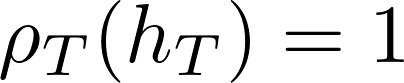 ρ_T(h_T) = 1